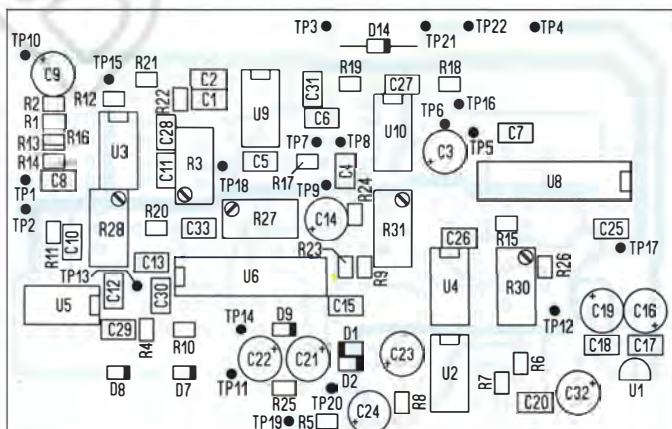 TP3 D14 TP21 TP22 TP4
TP10 TP15 R21 C9 R2 R12 R22 C2 C1 U9 C31 R19 C27 R18
R1 R16 R13 R14 U3 C28 C6 U10 TP6 TP16 C7
C8 C11 R3 C5 TP7 TP8 C3 TP5
TP1 TP18 R17 C4 U8
TP2 TP9 R24
R11 C10 R28 R20 C33 R27 C14 R31 C26 R15 C25
TP13 C13 R23 R9 TP17
U5 C12 C30 U6 C15 U4 R30 R26
C29 R4 R10 TP14 D9 D1 TP12 C19 C16
C22 C21 C23 C18 C17
D8 D7 TP11 D2 U2 R7 R6 U1
R25 TP20 C24 R8 C20 C32
TP19 R5